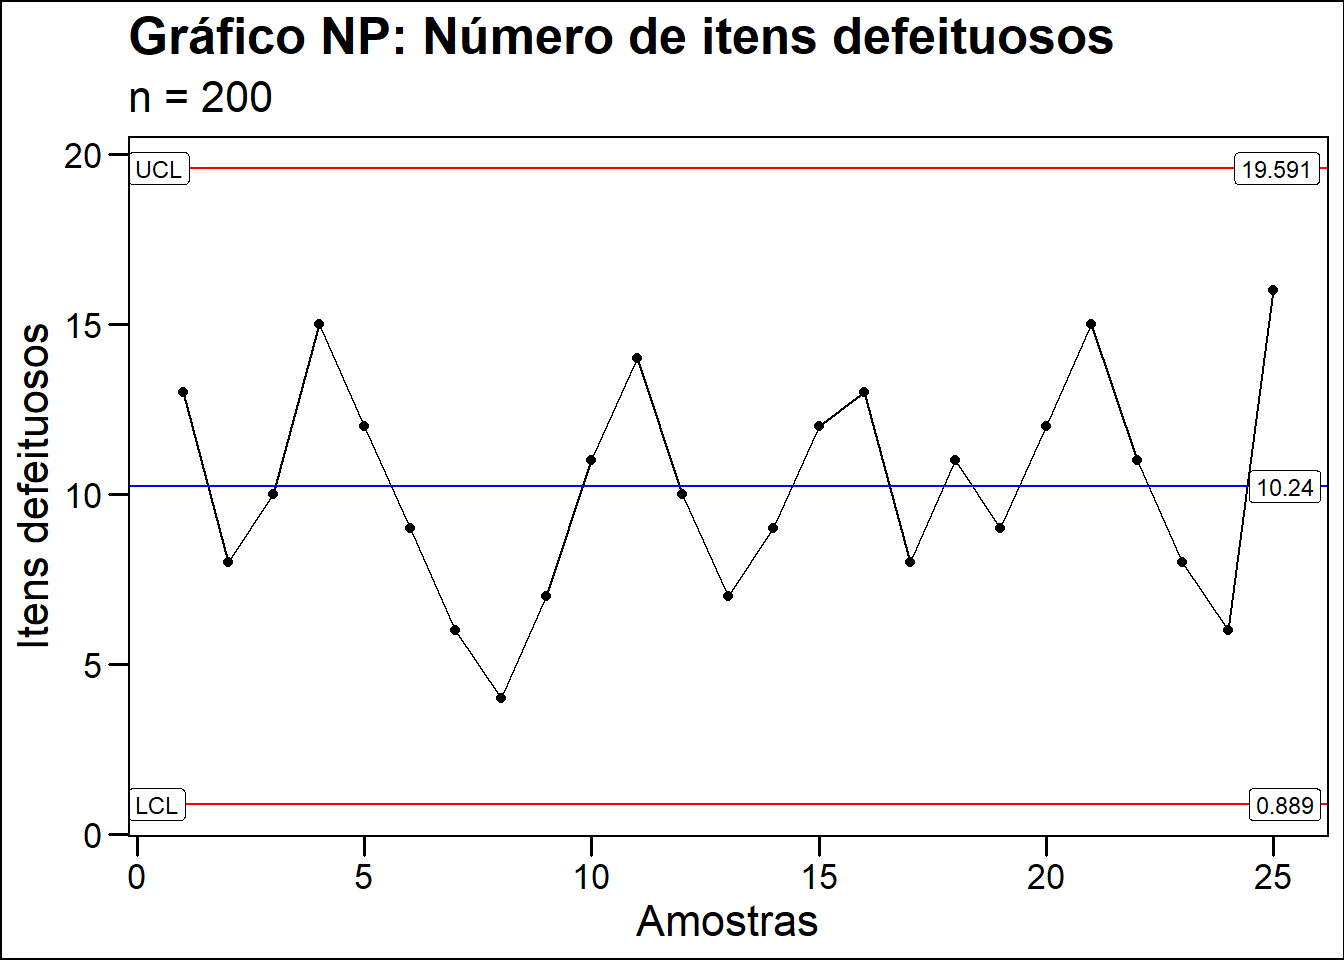 Gráfico NP: Número de itens defeituosos
n = 200
Itens defeituosos
20
15
10
5
0
UCL
19.591
10.24
LCL
0.889
0 5 10 15 20 25
Amostras